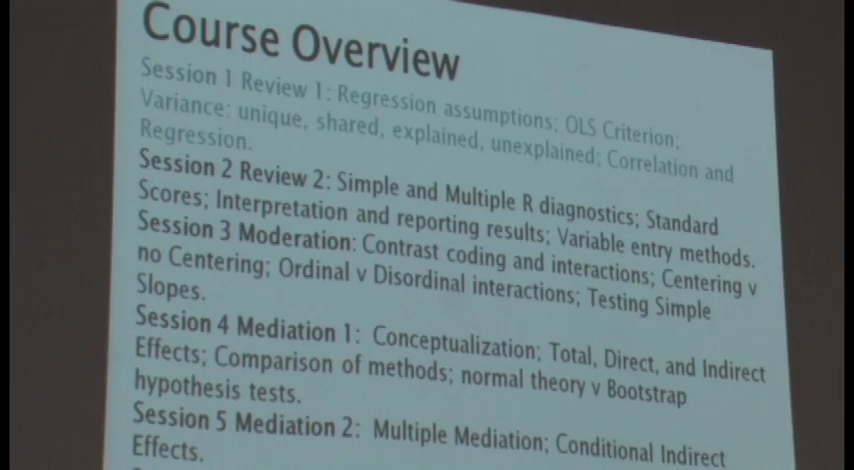 Course Overview
Session 1 Review 1: Regression assumptions; OLS Criterion;
Variance: unique, shared, explained, unexplained; Correlation and
Regression.
Session 2 Review 2: Simple and Multiple R diagnostics; Standard
Scores; Interpretation and reporting results; Variable entry methods.
Session 3 Moderation: Contrast coding and interactions; Centering v
no Centering; Ordinal v Disordinal interactions; Testing Simple
Slopes.
Session 4 Mediation 1: Conceptualization; Total, Direct, and Indirect
Effects; Comparison of methods; normal theory v Bootstrap
hypothesis tests.
Session 5 Mediation 2: Multiple Mediation; Conditional Indirect
Effects.